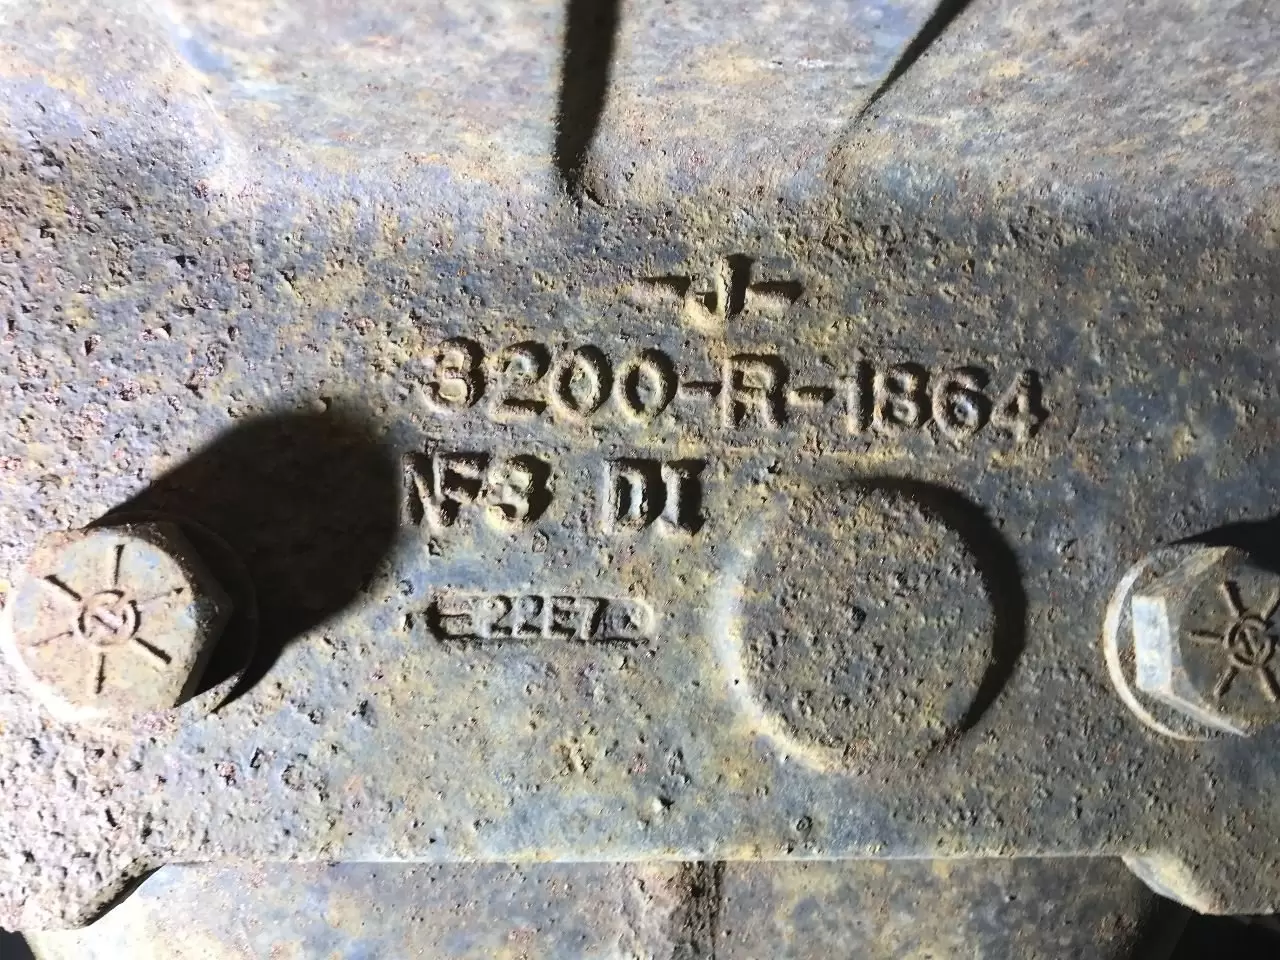 J
3200-R-1864
NF3 DI
22E7
N
N